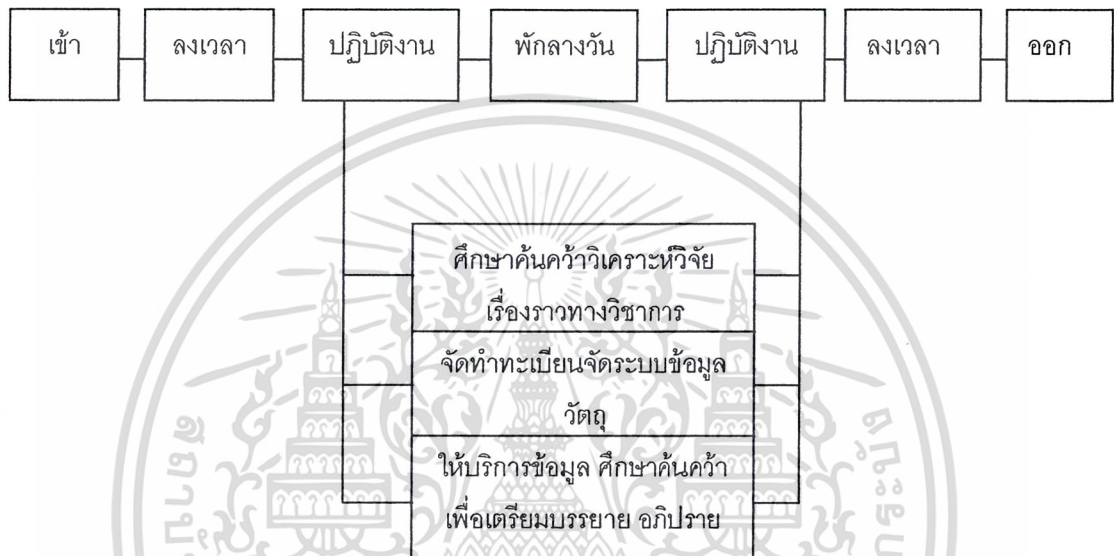 เข้า ลงเวลา ปฏิบัติงาน พักลางวัน ปฏิบัติงาน ลงเวลา ออก
ศึกษาค้นคว้าวิเคราะห์วิจัย
เรื่องราวทางวิชาการ
จัดทำทะเบียนจัดระบบข้อมูล
วัตถุ
ให้บริการข้อมูล ศึกษาค้นคว้า
เพื่อเตรียมบรรยาย อภิปราย